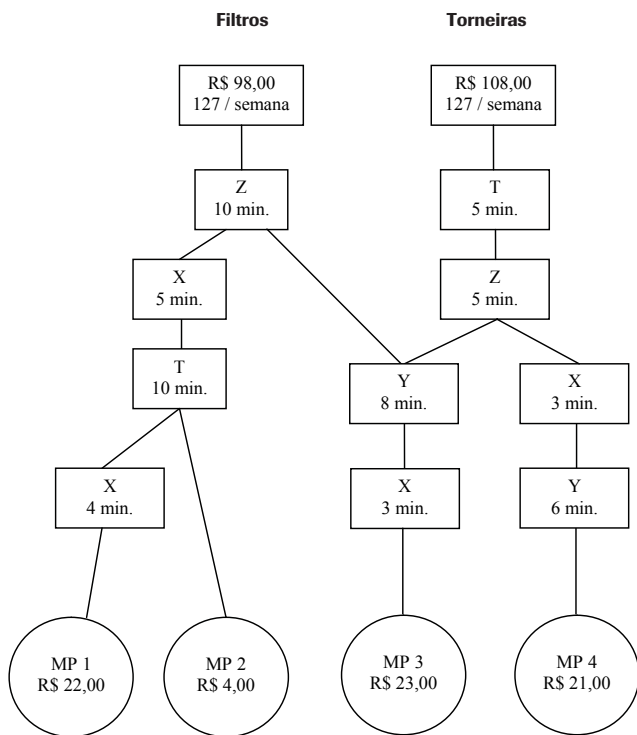 Filtros
Torneiras
R$ 98,00
127 / semana
R$ 108,00
127 / semana
Z
10 min.
T
5 min.
X
5 min.
Z
5 min.
T
10 min.
Y
8 min.
X
3 min.
X
4 min.
X
3 min.
Y
6 min.
MP 1
R$ 22,00
MP 2
R$ 4,00
MP 3
R$ 23,00
MP 4
R$ 21,00